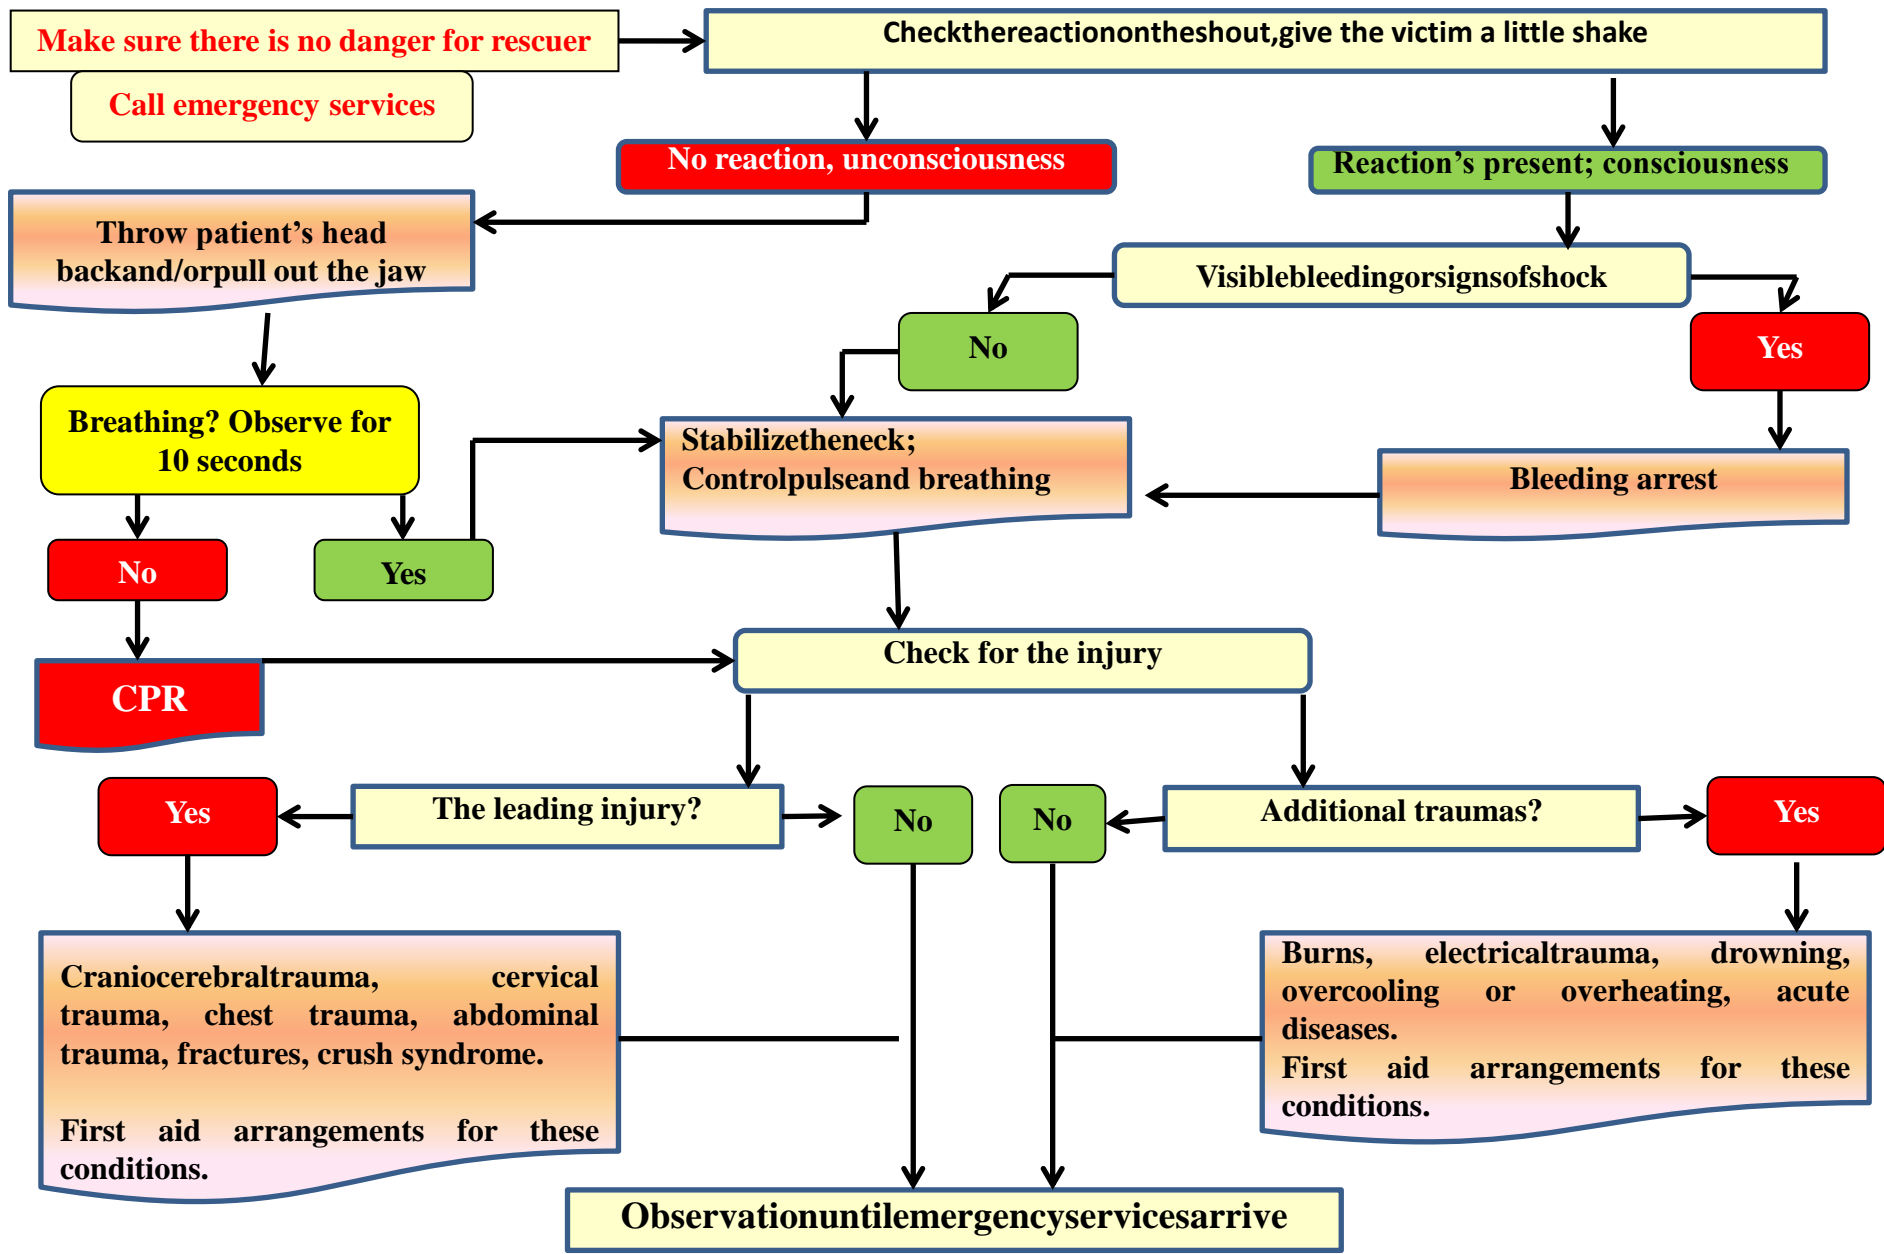 Make sure there is no danger for rescuer
Checkthereactionontheshout,give the victim a little shake
Call emergency services
No reaction, unconsciousness
Reaction’s present; consciousness
Throw patient’s head
backand/orpull out the jaw
Visiblebleedingorsignsofshock
No
Yes
Breathing? Observe for
10 seconds
Stabilizetheneck;
Controlpulseand breathing
Bleeding arrest
No
Yes
Check for the injury
CPR
Yes
The leading injury?
No
No
Additional traumas?
Yes
Craniocerebraltrauma, cervical
trauma, chest trauma, abdominal
trauma, fractures, crush syndrome.
First aid arrangements for these
conditions.
Burns, electricaltrauma, drowning,
overcooling or overheating, acute
diseases.
First aid arrangements for these
conditions.
Observationuntilemergencyservicesarrive